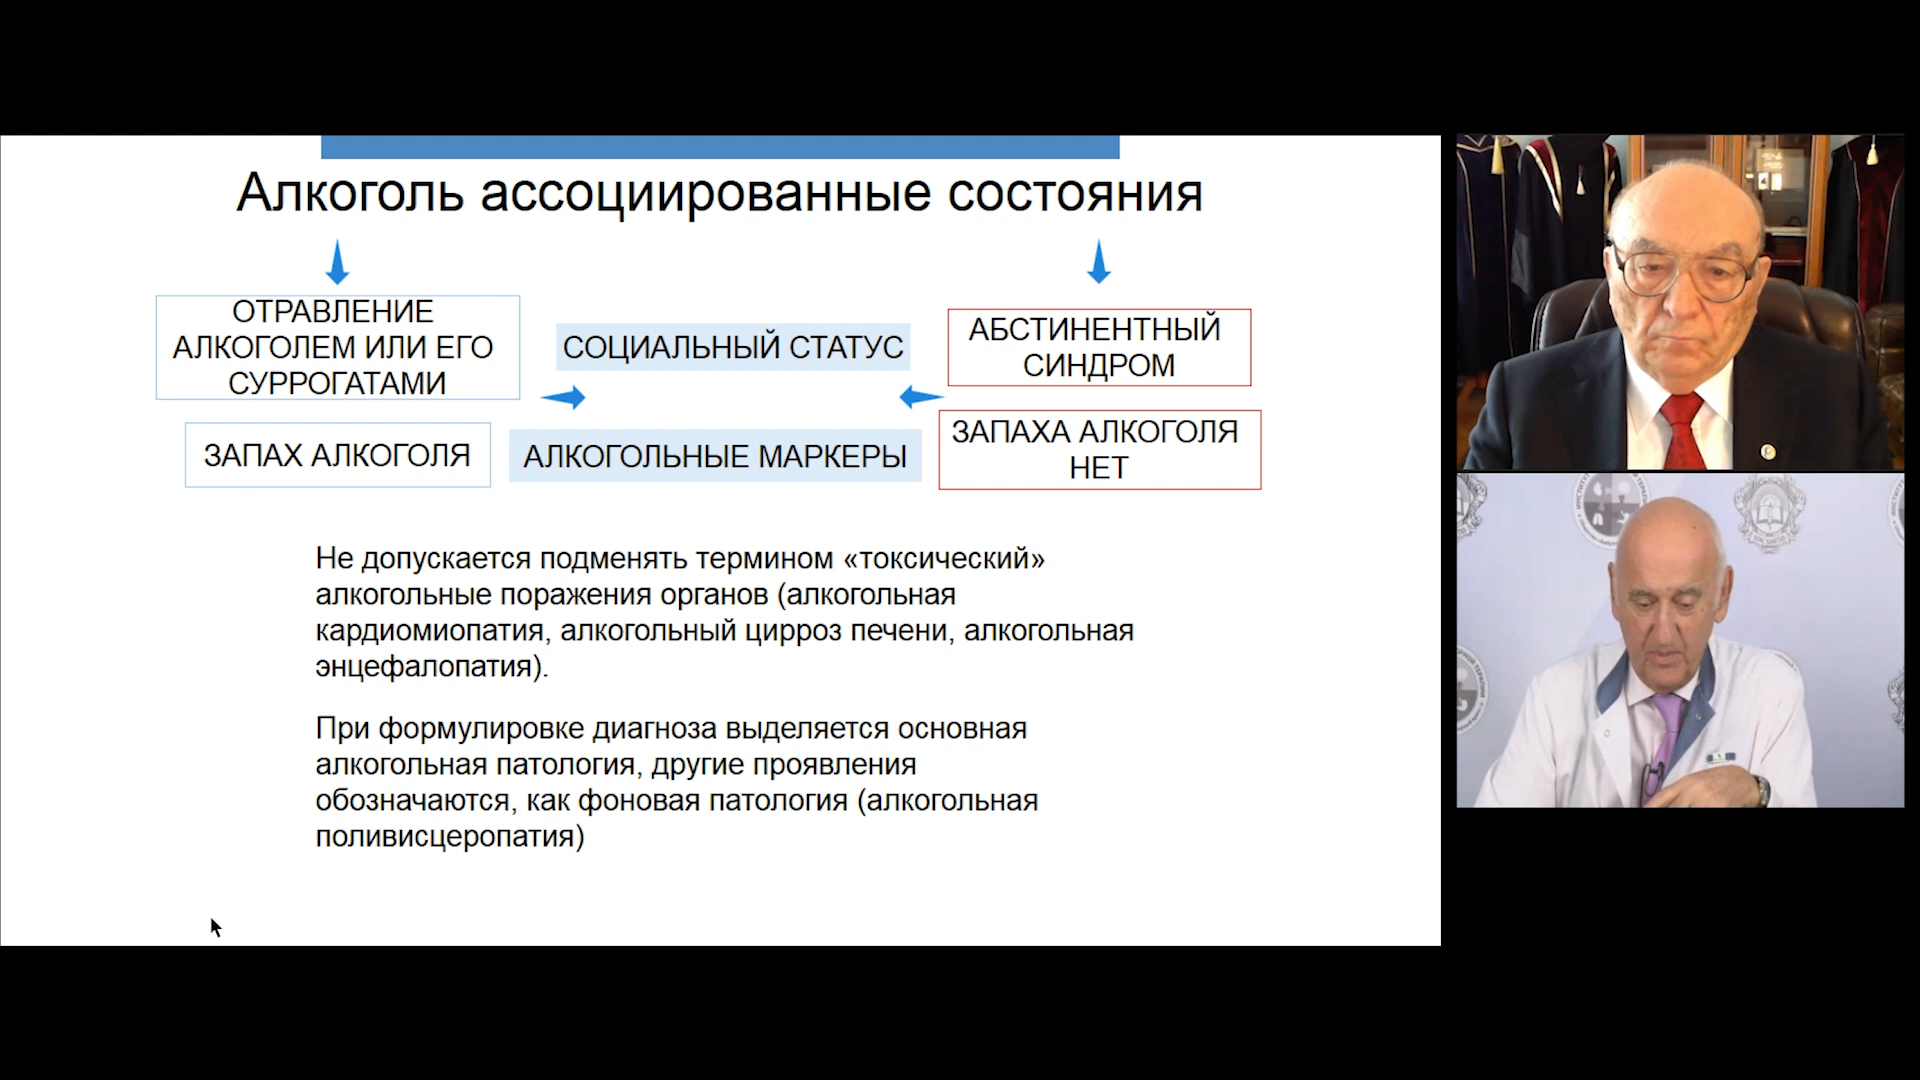 Алкоголь ассоциированные состояния
ОТРАВЛЕНИЕ
АЛКОГОЛЕМ ИЛИ ЕГО
СУРРОГАТАМИ
СОЦИАЛЬНЫЙ СТАТУС
АБСТИНЕНТНЫЙ
СИНДРОМ
ЗАПАХ АЛКОГОЛЯ
АЛКОГОЛЬНЫЕ МАРКЕРЫ
ЗАПАХА АЛКОГОЛЯ
НЕТ
Не допускается подменять термином «токсический»
алкогольные поражения органов (алкогольная
кардиомиопатия, алкогольный цирроз печени, алкогольная
энцефалопатия).
При формулировке диагноза выделяется основная
алкогольная патология, другие проявления
обозначаются, как фоновая патология (алкогольная
поливисцеропатия)